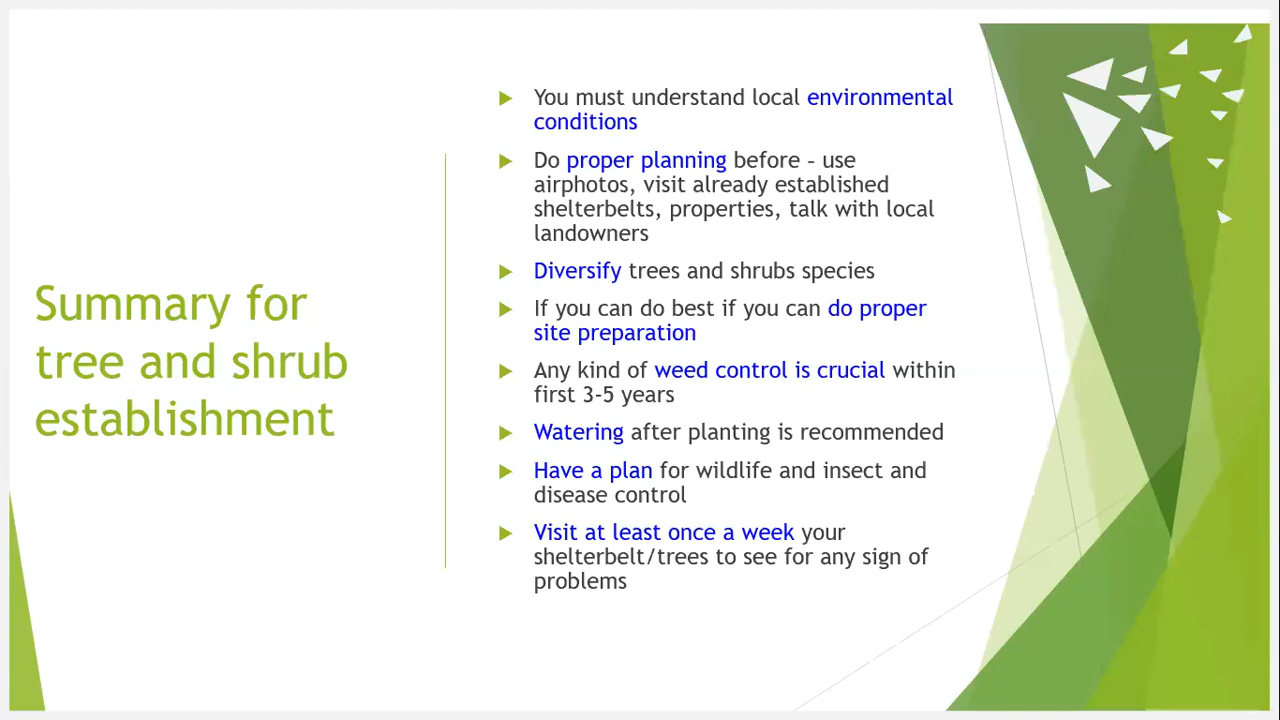 Summary for
tree and shrub
establishment
You must understand local environmental
conditions
Do proper planning before - use
airphotos, visit already established
shelterbelts, properties, talk with local
landowners
Diversify trees and shrubs species
If you can do best if you can do proper
site preparation
Any kind of weed control is crucial within
first 3-5 years
Watering after planting is recommended
Have a plan for wildlife and insect and
disease control
Visit at least once a week your
shelterbelt/trees to see for any sign of
problems